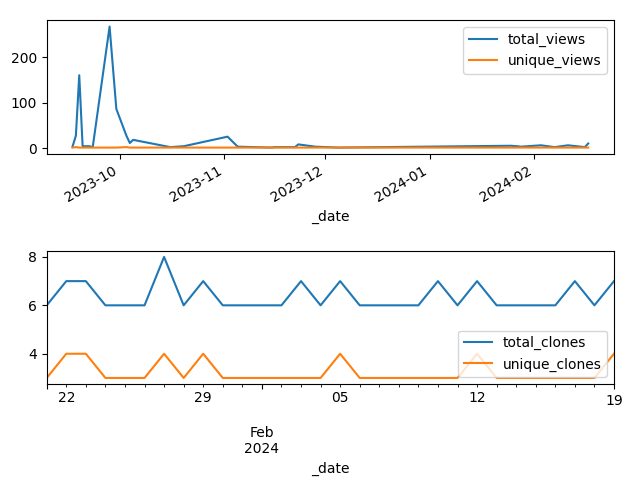 200
100
0
total_views
unique_views
2023-10
2023-11
2023-12
2024-01
2024-02
_date
8
6
4
total_clones
unique_clones
22
29
05
12
19
Feb
2024
_date